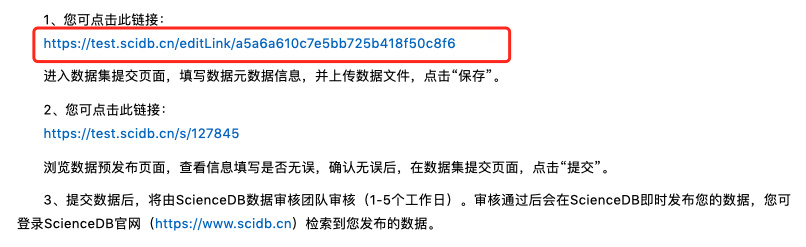 1、您可点击此链接：
https://test.scidb.cn/editLink/a5a6a610c7e5bb725b418f50c8f6
进入数据集提交页面，填写数据元数据信息，并上传数据文件，点击“保存”。
2、您可点击此链接：
https://test.scidb.cn/s/127845
浏览数据预发布页面，查看信息填写是否无误，确认无误后，在数据集提交页面，点击“提交”。
3、提交数据后，将由ScienceDB数据审核团队审核（1-5个工作日）。审核通过后会在ScienceDB即时发布您的数据，您可
登录ScienceDB官网（https://www.scidb.cn）检索到您发布的数据。